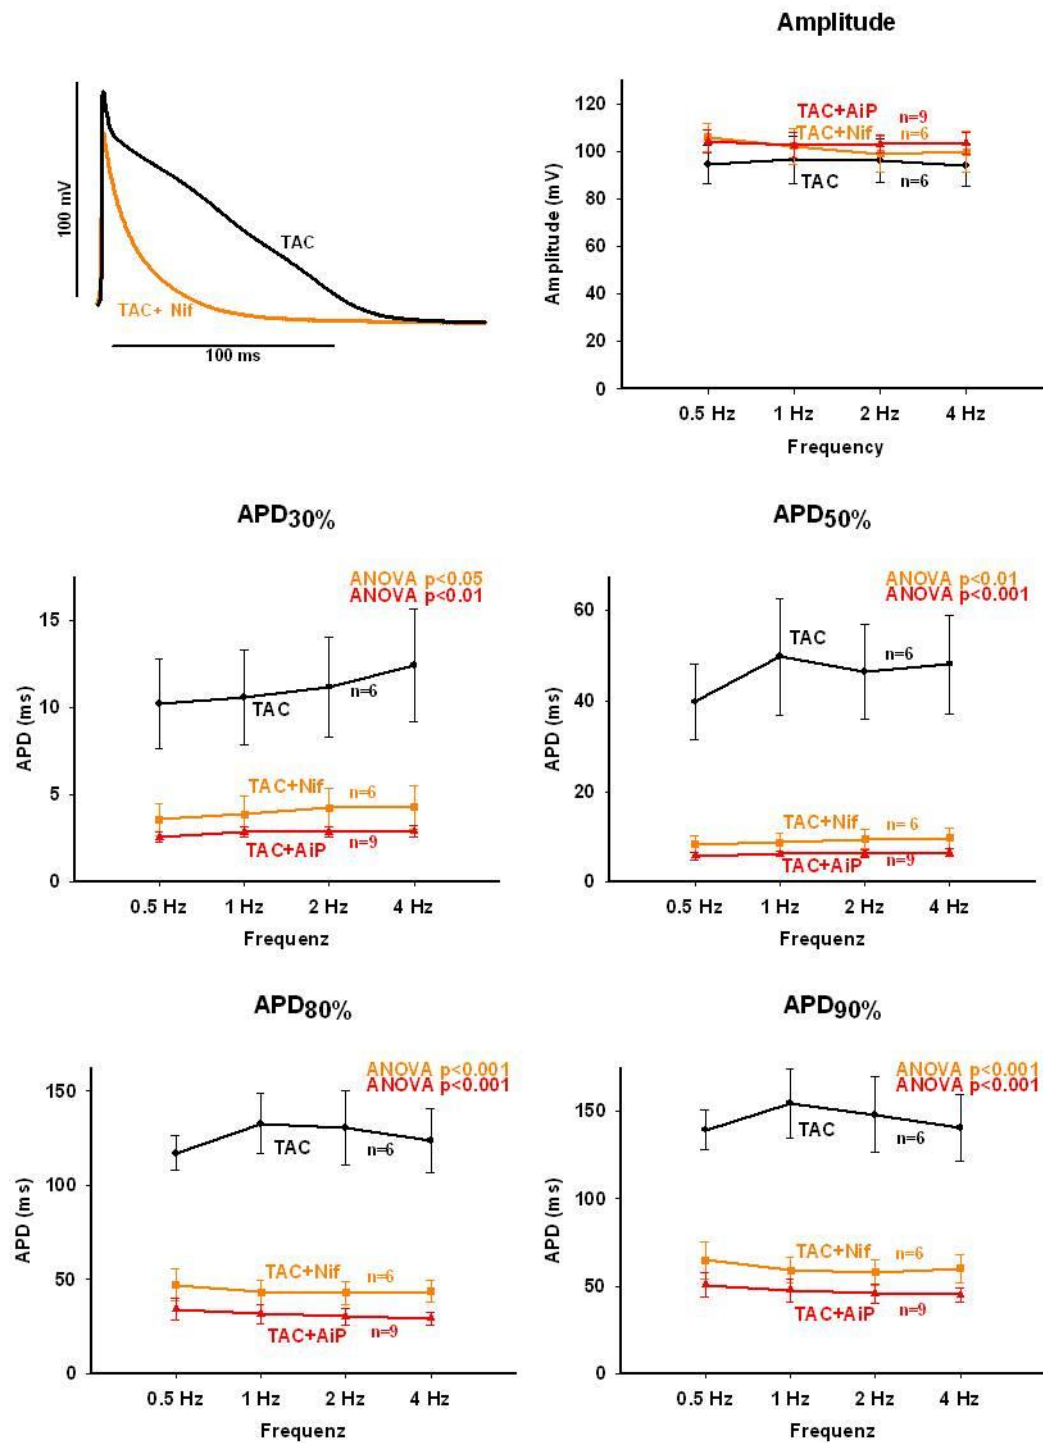 100 mV
TAC
TAC+ Nif
100 ms
Amplitude
Amplitude (mV)
120
100
80
60
40
20
0
TAC+AiP n=9
TAC+Nif n=6
TAC n=6
0.5 Hz 1 Hz 2 Hz 4 Hz
Frequency
APD30%
ANOVA p<0.05
ANOVA p<0.01
APD (ms)
15
10
5
0
TAC n=6
TAC+Nif n=6
TAC+AiP n=9
0.5 Hz 1 Hz 2 Hz 4 Hz
Frequenz
APD50%
ANOVA p<0.01
ANOVA p<0.001
APD (ms)
60
40
20
0
TAC n=6
TAC+Nif n= 6
TAC+AiP n=9
0.5 Hz 1 Hz 2 Hz 4 Hz
Frequenz
APD80%
ANOVA p<0.001
ANOVA p<0.001
APD (ms)
150
100
50
0
TAC n=6
TAC+Nif n=6
TAC+AiP n=9
0.5 Hz 1 Hz 2 Hz 4 Hz
Frequenz
APD90%
ANOVA p<0.001
ANOVA p<0.001
APD (ms)
150
100
50
0
TAC n=6
TAC+Nif n=6
TAC+AiP n=9
0.5 Hz 1 Hz 2 Hz 4 Hz
Frequenz